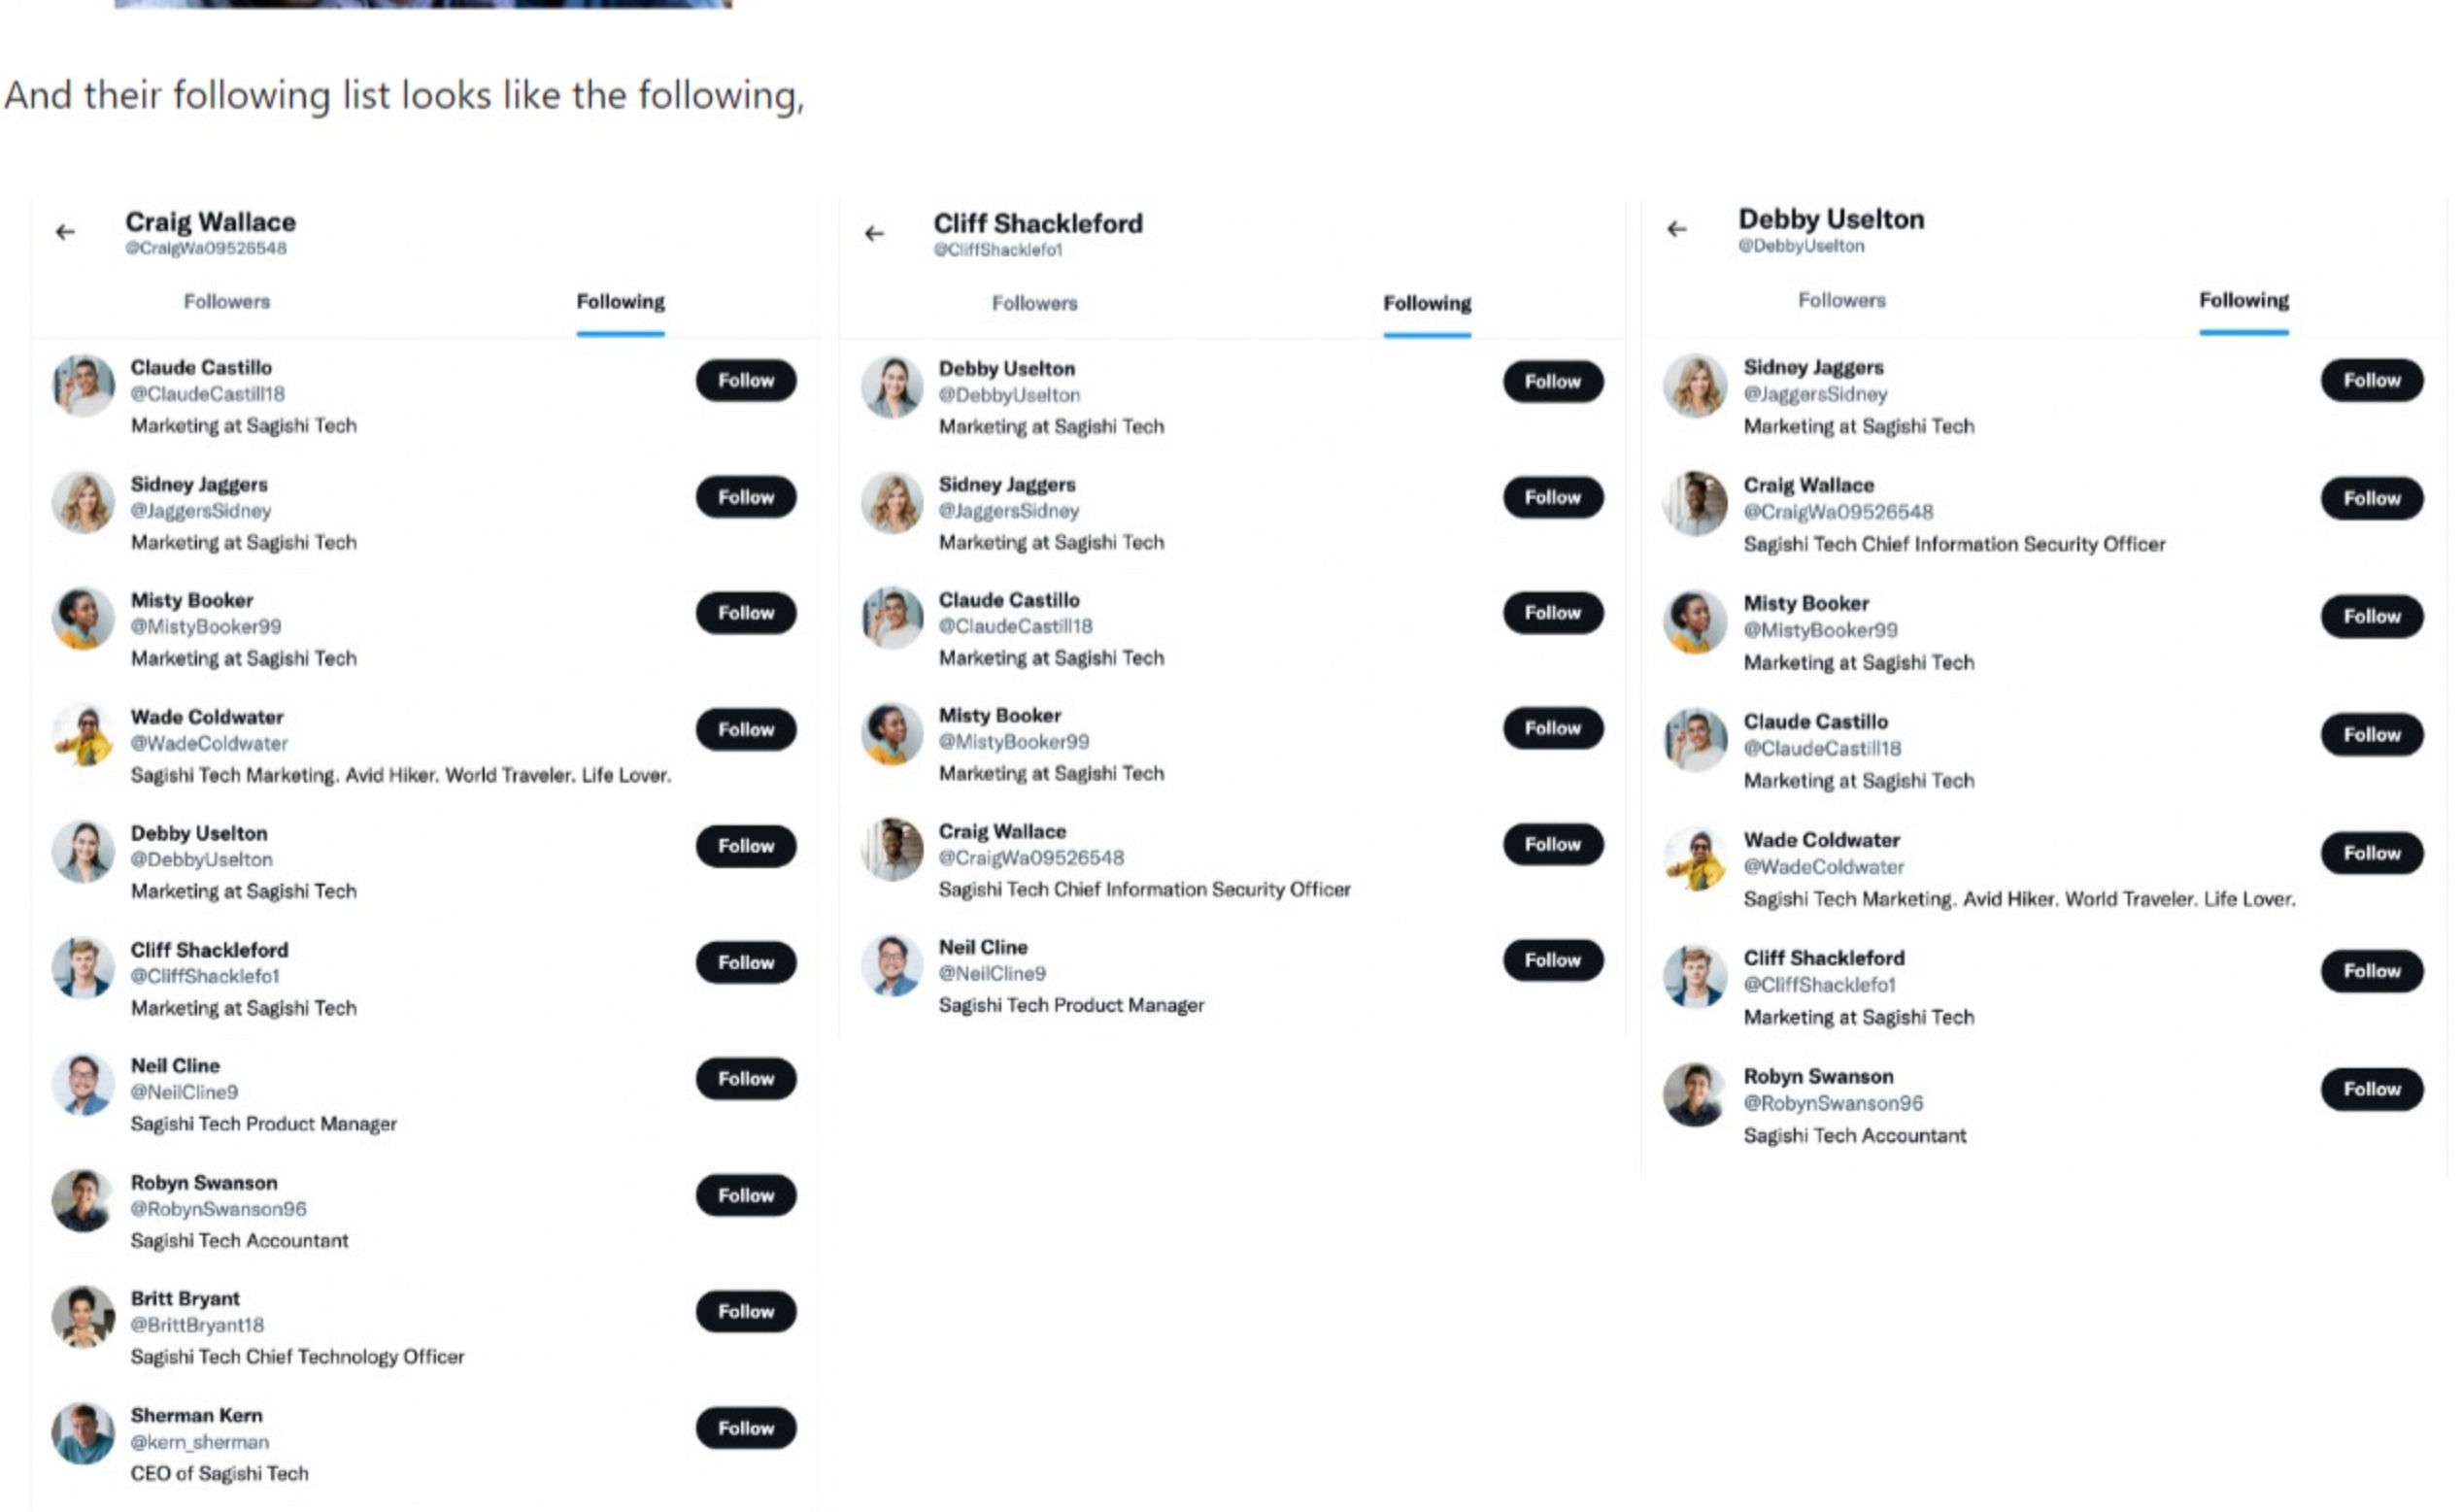 And their following list looks like the following,
Craig Wallace
@CraigWa09526548
Followers
Following
Claude Castillo
@ClaudeCastill18
Follow
Marketing at Sagishi Tech
Sidney Jaggers
@JaggersSidney
Follow
Marketing at Sagishi Tech
Misty Booker
@MistyBooker99
Follow
Marketing at Sagishi Tech
Wade Coldwater
@WadeColdwater
Follow
Sagishi Tech Marketing. Avid Hiker. World Traveler. Life Lover.
Debby Uselton
@DebbyUselton
Follow
Marketing at Sagishi Tech
Cliff Shackleford
@CliffShacklefo1
Follow
Marketing at Sagishi Tech
Neil Cline
@NeilCline9
Follow
Sagishi Tech Product Manager
Robyn Swanson
@RobynSwanson96
Follow
Sagishi Tech Accountant
Britt Bryant
@BrittBryant18
Follow
Sagishi Tech Chief Technology Officer
Sherman Kern
@kern_sherman
Follow
CEO of Sagishi Tech
Cliff Shackleford
@CliffShacklefo1
Followers
Following
Debby Uselton
@DebbyUselton
Follow
Marketing at Sagishi Tech
Sidney Jaggers
@JaggersSidney
Follow
Marketing at Sagishi Tech
Claude Castillo
@ClaudeCastill18
Follow
Marketing at Sagishi Tech
Misty Booker
@MistyBooker99
Follow
Marketing at Sagishi Tech
Craig Wallace
@CraigWa09526548
Follow
Sagishi Tech Chief Information Security Officer
Neil Cline
@NeilCline9
Follow
Sagishi Tech Product Manager
Debby Uselton
@DebbyUselton
Followers
Following
Sidney Jaggers
@JaggersSidney
Follow
Marketing at Sagishi Tech
Craig Wallace
@CraigWa09526548
Follow
Sagishi Tech Chief Information Security Officer
Misty Booker
@MistyBooker99
Follow
Marketing at Sagishi Tech
Claude Castillo
@ClaudeCastill18
Follow
Marketing at Sagishi Tech
Wade Coldwater
@WadeColdwater
Follow
Sagishi Tech Marketing. Avid Hiker. World Traveler. Life Lover.
Cliff Shackleford
@CliffShacklefo1
Follow
Marketing at Sagishi Tech
Robyn Swanson
@RobynSwanson96
Follow
Sagishi Tech Accountant